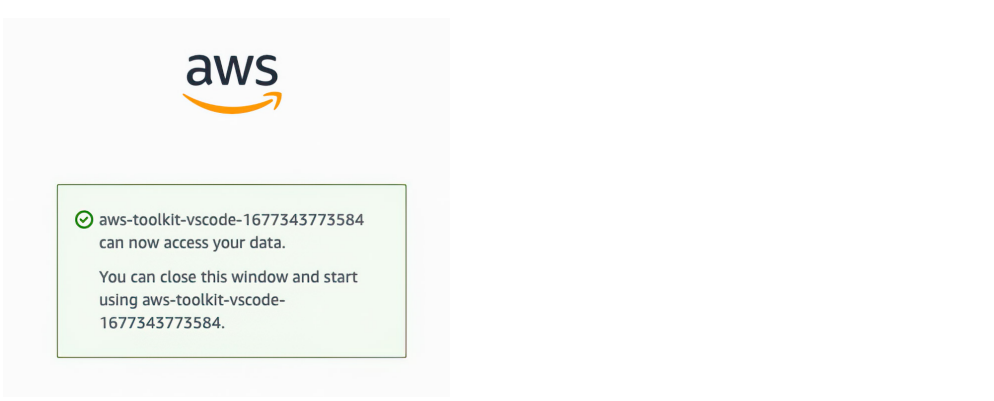 aws
aws-toolkit-vscode-1677343773584
can now access your data.
You can close this window and start
using aws-toolkit-vscode-
1677343773584.